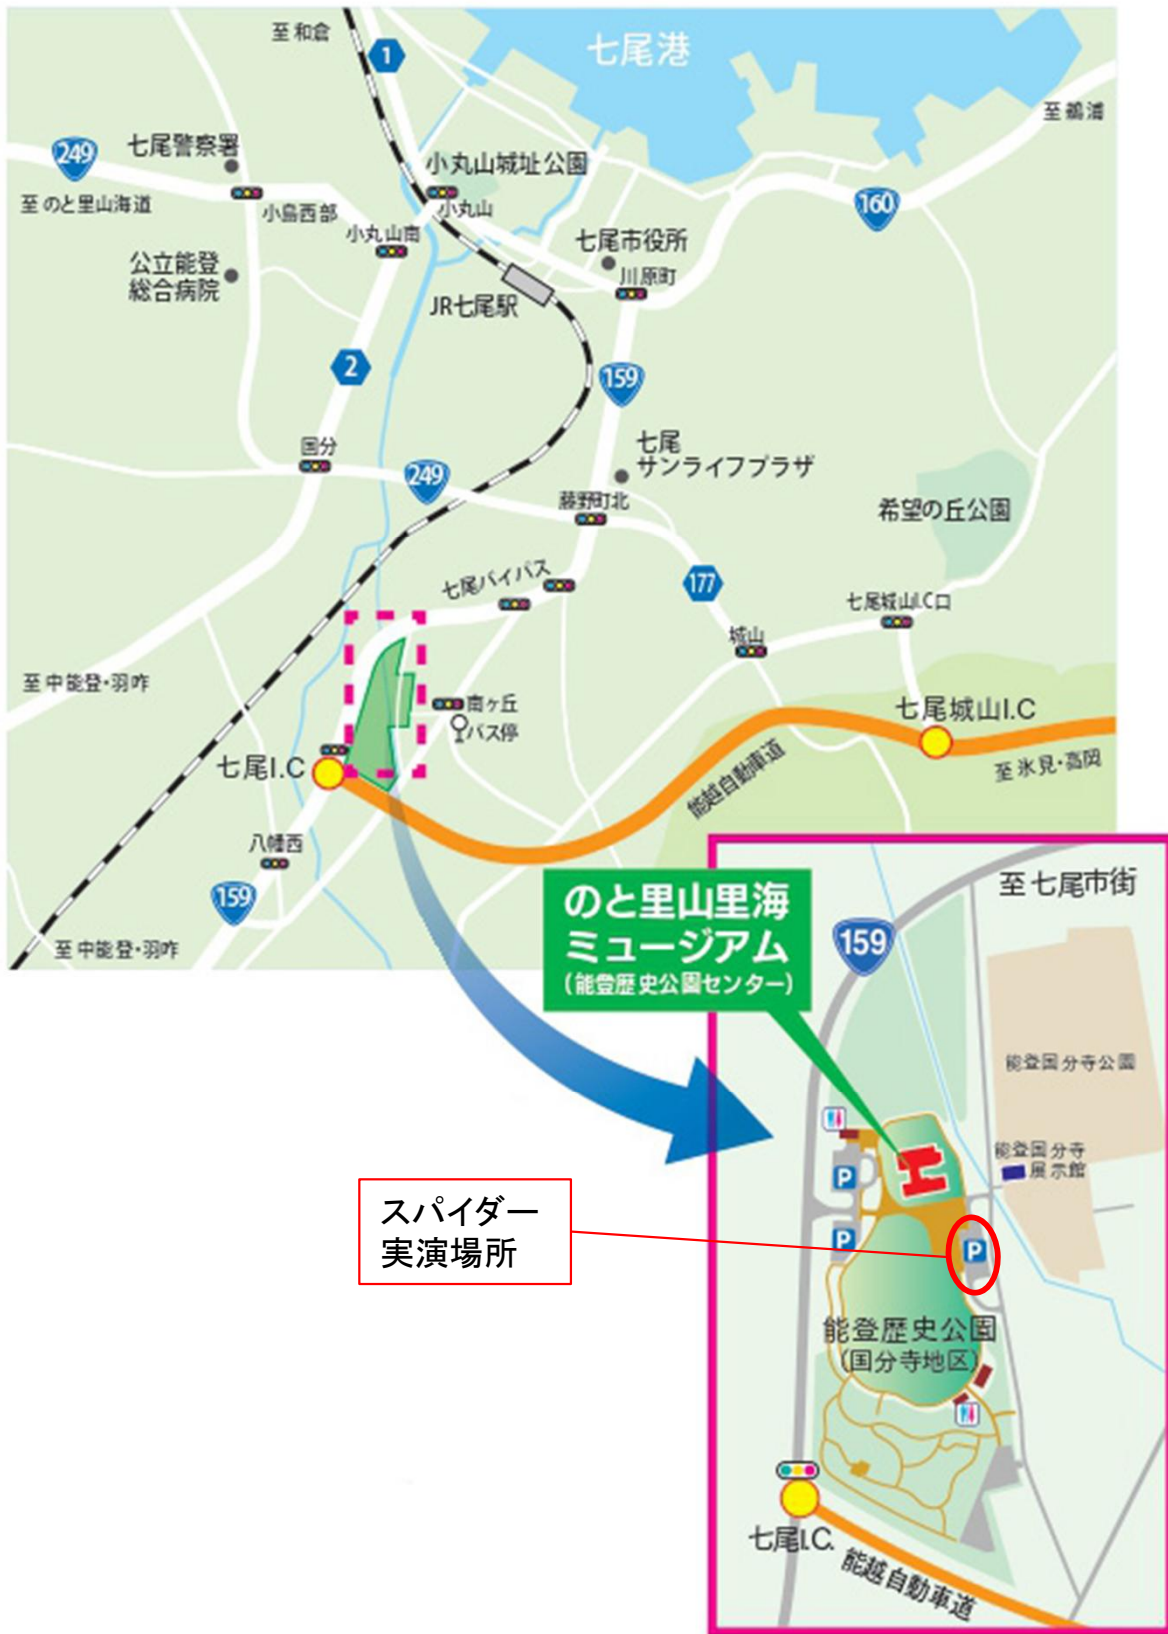 至 和倉
1
七尾港
至 鵜浦
249
七尾警察署
小丸山城址公園
至 のと里山海道
小島西部
小丸山
160
小丸山南
七尾市役所
公立能登
総合病院
川原町
JR七尾駅
2
159
国分
249
七尾
サンライフプラザ
藤野町北
希望の丘公園
七尾バイパス
177
七尾城山I.C口
城山
至 中能登・羽咋
南ヶ丘
バス停
七尾城山I.C
七尾I.C
能越自動車道
至 氷見・高岡
八幡西
159
至 中能登・羽咋
のと里山里海
ミュージアム
(能登歴史公園センター)
至 七尾市街
159
能登国分寺公園
能登国分寺
展示館
P
スパイダー
実演場所
P
P
能登歴史公園
(国分寺地区)
七尾I.C.
能越自動車道